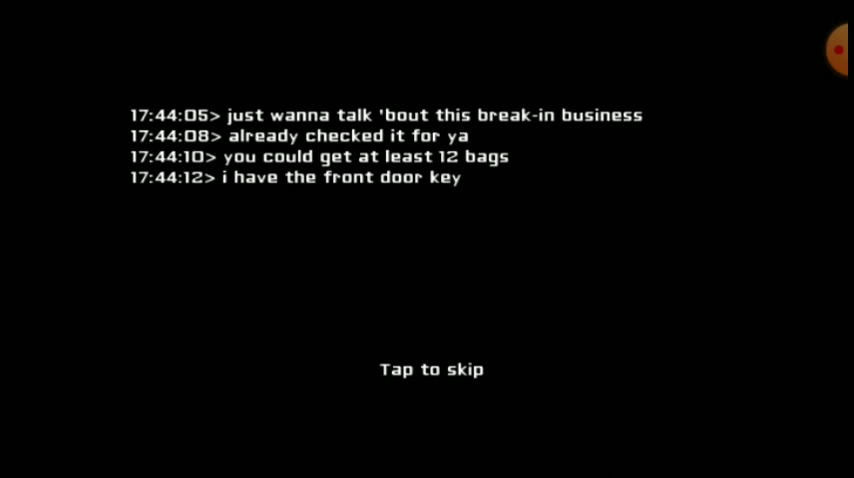 17:44:05> just wanna talk 'bout this break-in business
17:44:08> already checked it for ya
17:44:10> you could get at least 12 bags
17:44:12> i have the front door key
Tap to skip